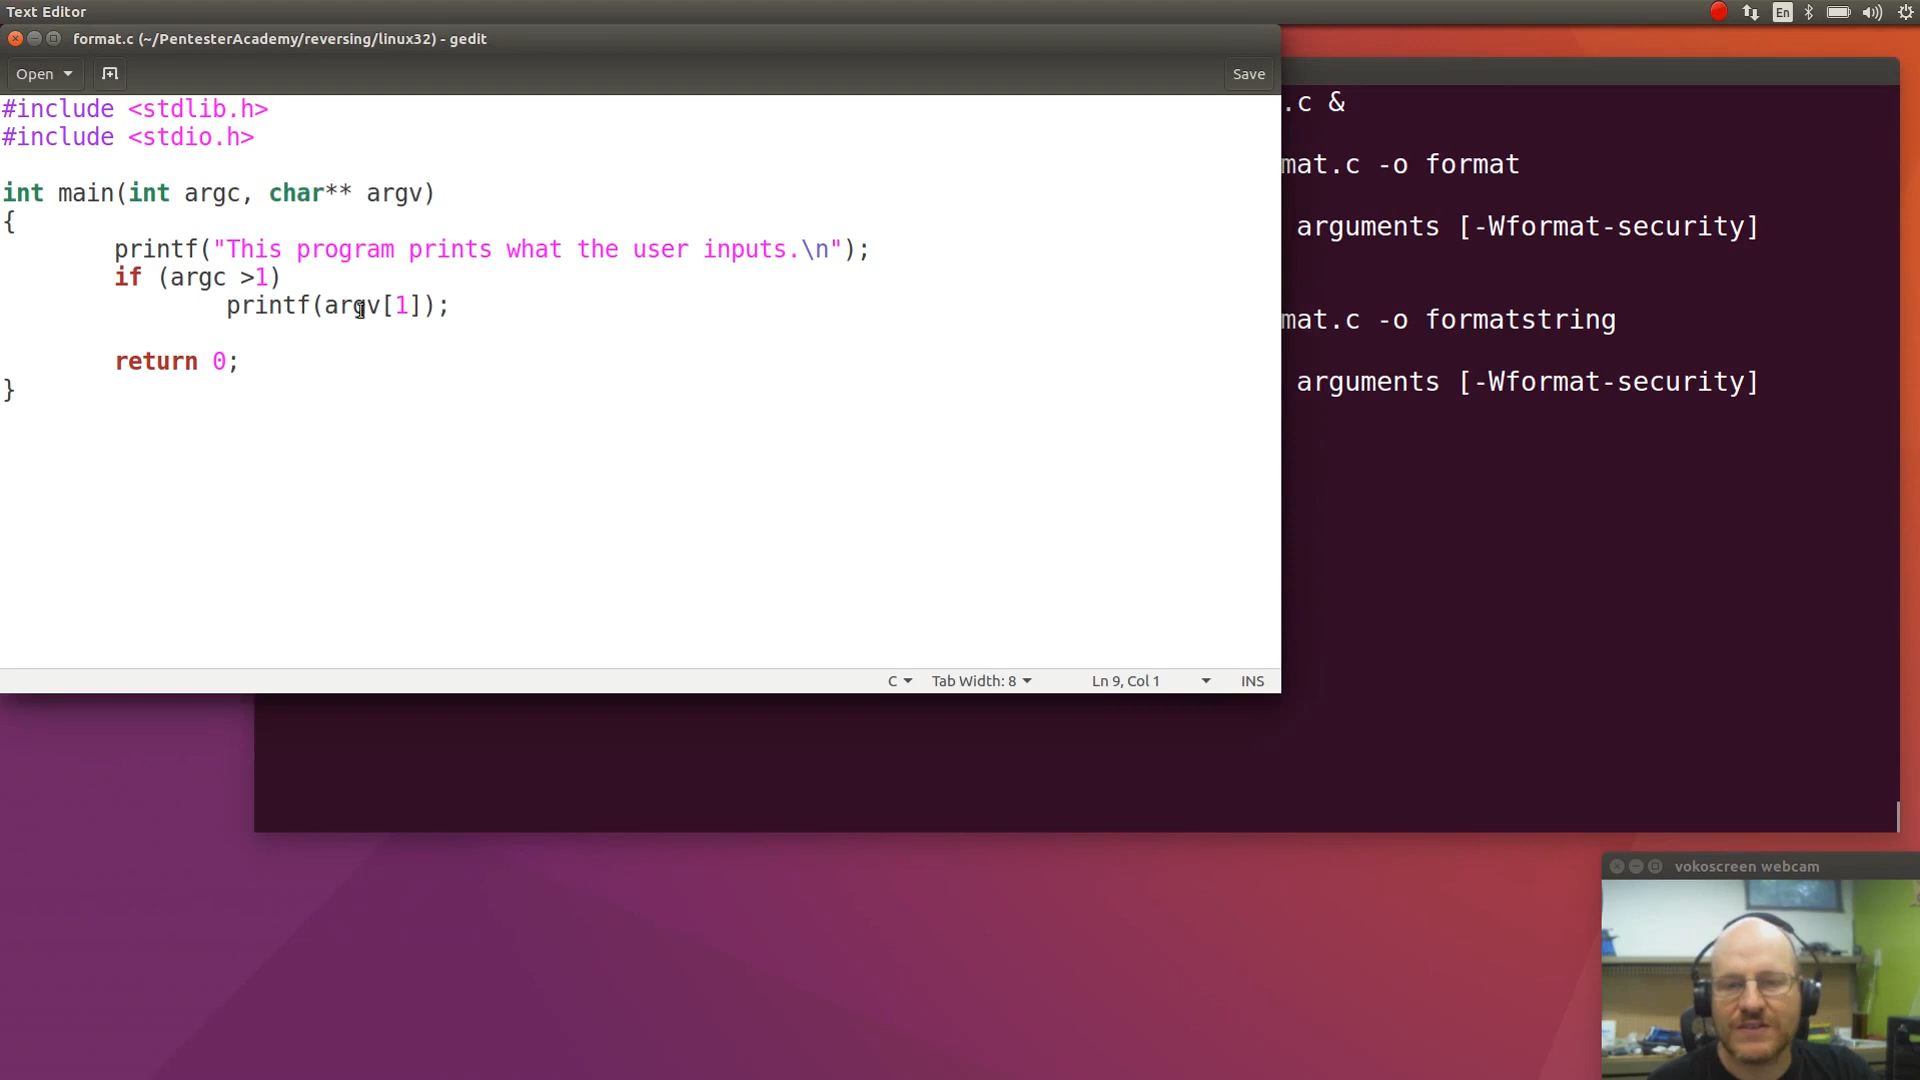 Text Editor
En
format.c (~/PentesterAcademy/reversing/linux32) - gedit
Open
Save
#include <stdlib.h>
#include <stdio.h>
int main(int argc, char** argv)
{
printf("This program prints what the user inputs.\n");
if (argc >1)
printf(argv[1]);
return 0;
}
C
Tab Width: 8
Ln 9, Col 1
INS
.c &
mat.c -o format
arguments [-Wformat-security]
mat.c -o formatstring
arguments [-Wformat-security]
vokoscreen webcam